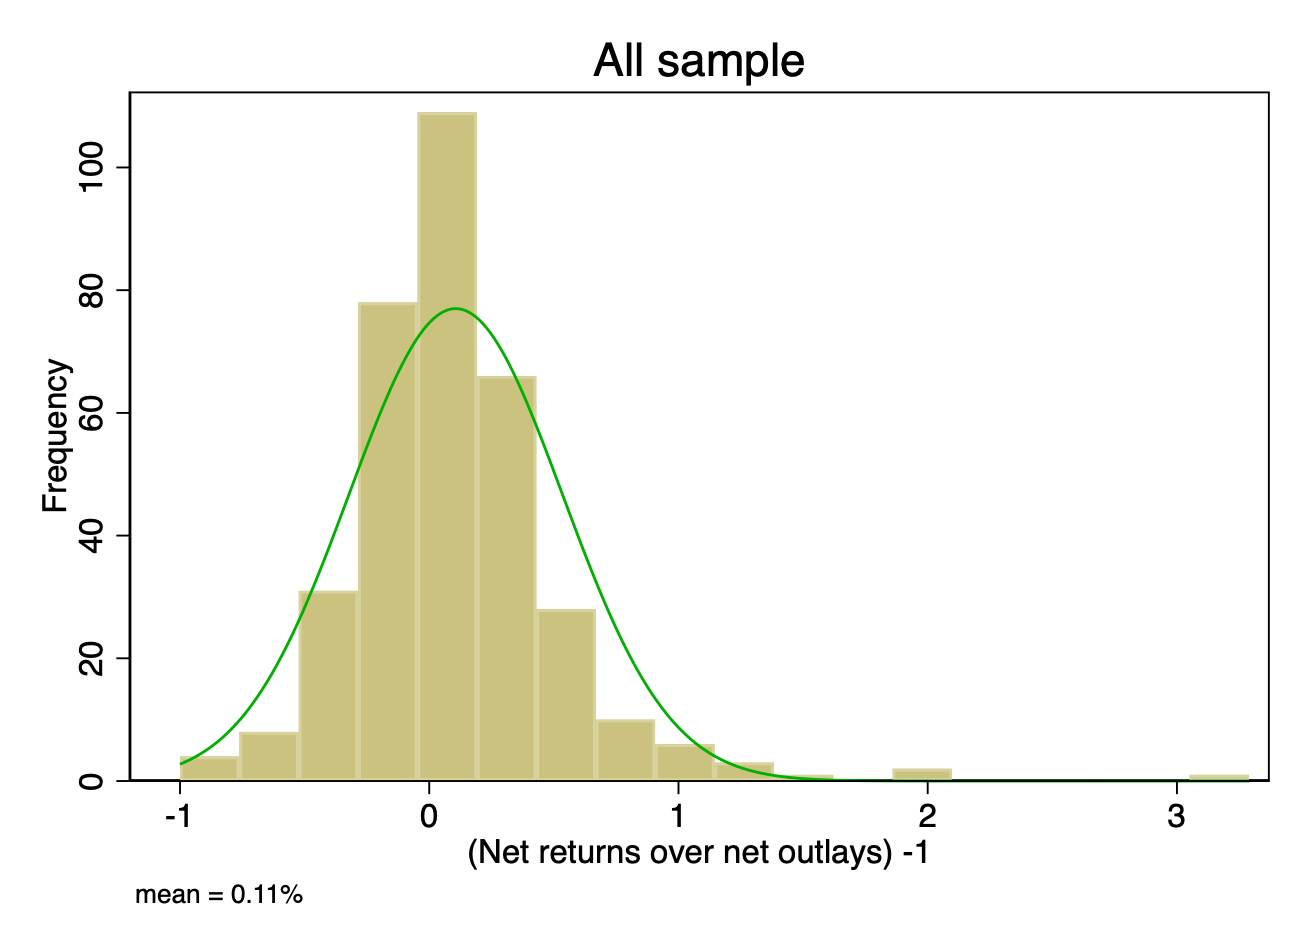 All sample
Frequency
100
80
60
40
20
0
-1 0 1 2 3
(Net returns over net outlays) -1
mean = 0.11%